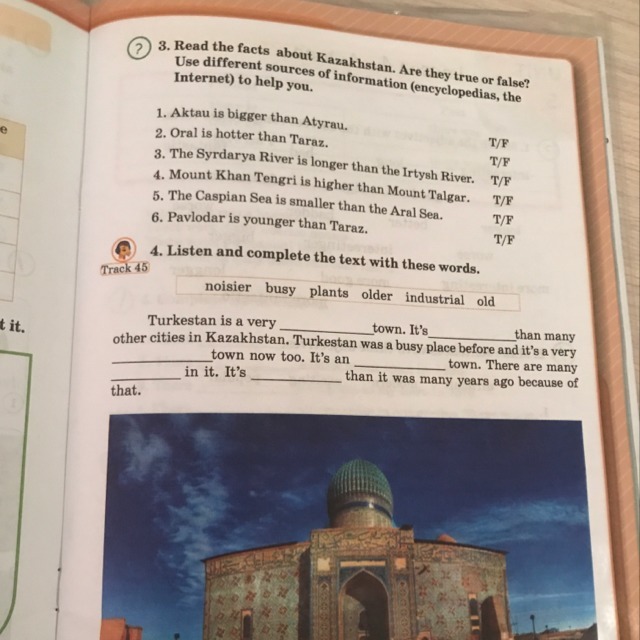 ? 3. Read the facts about Kazakhstan. Are they true or false?
Use different sources of information (encyclopedias, the
Internet) to help you.
1. Aktau is bigger than Atyrau. T/F
2. Oral is hotter than Taraz. T/F
3. The Syrdarya River is longer than the Irtysh River. T/F
4. Mount Khan Tengri is higher than Mount Talgar. T/F
5. The Caspian Sea is smaller than the Aral Sea. T/F
6. Pavlodar is younger than Taraz. T/F
4. Listen and complete the text with these words.
Track 45
noisier busy plants older industrial old
Turkestan is a very ____________ town. It's ____________ than many
other cities in Kazakhstan. Turkestan was a busy place before and it's a very
____________ town now too. It's an ____________ town. There are many
____________ in it. It's ____________ than it was many years ago because of
that.
e
t it.